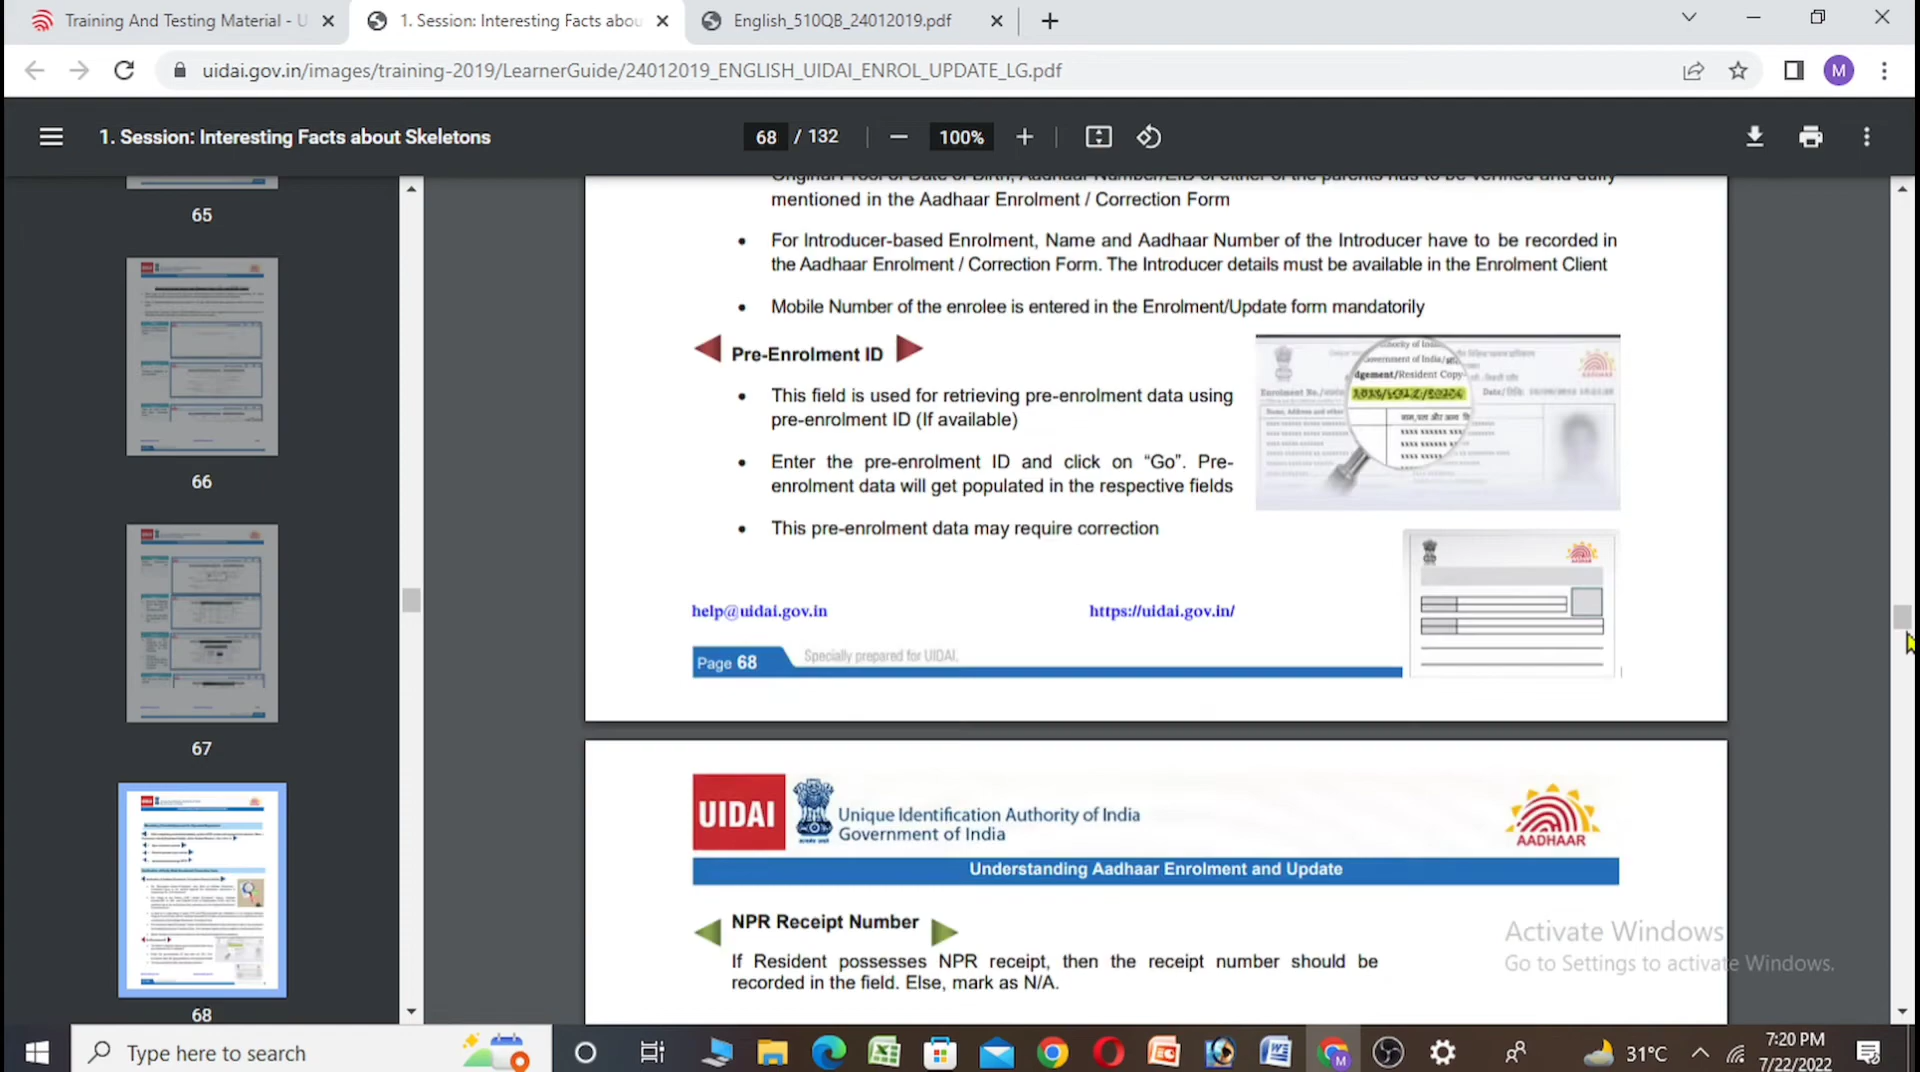 Training And Testing Material - U
1. Session: Interesting Facts abou
English_510QB_24012019.pdf
uidai.gov.in/images/training-2019/LearnerGuide/24012019_ENGLISH_UIDAI_ENROL_UPDATE_LG.pdf
M
1. Session: Interesting Facts about Skeletons
68 / 132
100%
65
66
67
68
Original Proof of Date of Birth, Aadhaar Number/EID of either of the parents has to be verified and duly
mentioned in the Aadhaar Enrolment / Correction Form
• For Introducer-based Enrolment, Name and Aadhaar Number of the Introducer have to be recorded in
the Aadhaar Enrolment / Correction Form. The Introducer details must be available in the Enrolment Client
• Mobile Number of the enrolee is entered in the Enrolment/Update form mandatorily
Pre-Enrolment ID
• This field is used for retrieving pre-enrolment data using
pre-enrolment ID (If available)
• Enter the pre-enrolment ID and click on “Go”. Pre-
enrolment data will get populated in the respective fields
• This pre-enrolment data may require correction
Government of India/
dgement/Resident Copy
help@uidai.gov.in
https://uidai.gov.in/
Page 68
Specially prepared for UIDAI.
UIDAI
Unique Identification Authority of India
Government of India
AADHAAR
Understanding Aadhaar Enrolment and Update
NPR Receipt Number
If Resident possesses NPR receipt, then the receipt number should be
recorded in the field. Else, mark as N/A.
Activate Windows
Go to Settings to activate Windows.
Type here to search
31°C
7:20 PM
7/22/2022